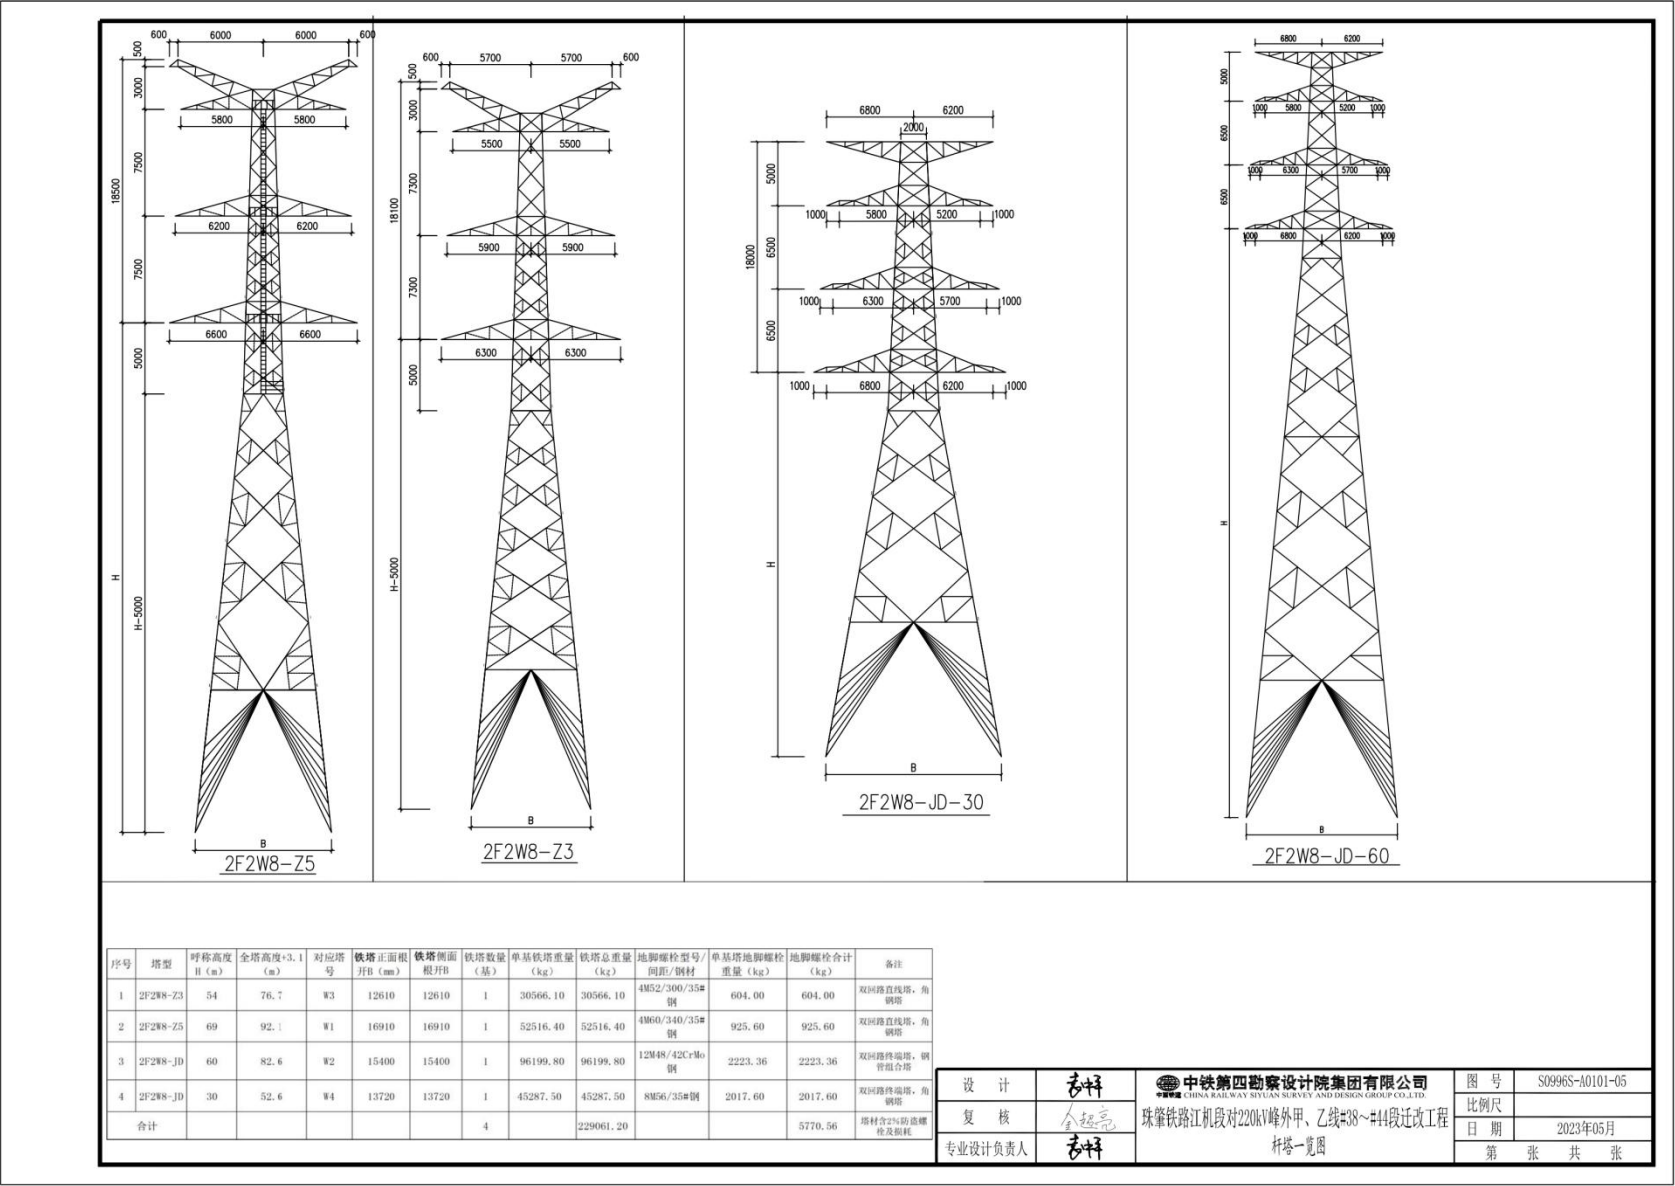 600 6000 6000 600
500
3000
5800 5800
7500
18500
6200 6200
7500
6600 6600
5000
H
H-5000
B
2F2W8-Z5
600 5700 5700 600
500
3000
5500 5500
7300
18100
5900 5900
7300
6300 6300
5000
H-5000
B
2F2W8-Z3
6800 6200
2000
5000
1000 5800 5200 1000
6500
18000
1000 6300 5700 1000
6500
1000 6800 6200 1000
H
B
2F2W8-JD-30
6800 6200
5000
1000 5800 5200 1000
6500
1000 6300 5700 1000
6500
1000 6800 6200 1000
H
B
2F2W8-JD-60
序号 塔型 呼称高度H(m) 全塔高度+3.1(m) 对应塔号 铁塔正面根开B(mm) 铁塔侧面根开B 铁塔数量(基) 单基铁塔重量(kg) 铁塔总重量(kg) 地脚螺栓型号/间距/钢材 单基塔地脚螺栓重量(kg) 地脚螺栓合计(kg) 备注
1 2F2W8-Z3 54 76.7 W3 12610 12610 1 30566.10 30566.10 4M52/300/35#钢 604.00 604.00 双回路直线塔,角钢塔
2 2F2W8-Z5 69 92.1 W1 16910 16910 1 52516.40 52516.40 4M60/340/35#钢 925.60 925.60 双回路直线塔,角钢塔
3 2F2W8-JD 60 82.6 W2 15400 15400 1 96199.80 96199.80 12M48/42CrMo钢 2223.36 2223.36 双回路终端塔,钢管组合塔
4 2F2W8-JD 30 52.6 W4 13720 13720 1 45287.50 45287.50 8M56/35#钢 2017.60 2017.60 双回路终端塔,角钢塔
合计 4 229061.20 5770.56 塔材含2%防盗螺栓及损耗
设 计
复 核
专业设计负责人
中国铁建
中铁第四勘察设计院集团有限公司
CHINA RAILWAY SIYUAN SURVEY AND DESIGN GROUP CO.,LTD.
珠肇铁路江机段对220kV峰外甲、乙线#38～#44段迁改工程
杆塔一览图
图 号 S0996S-A0101-05
比例尺
日 期 2023年05月
第 张 共 张